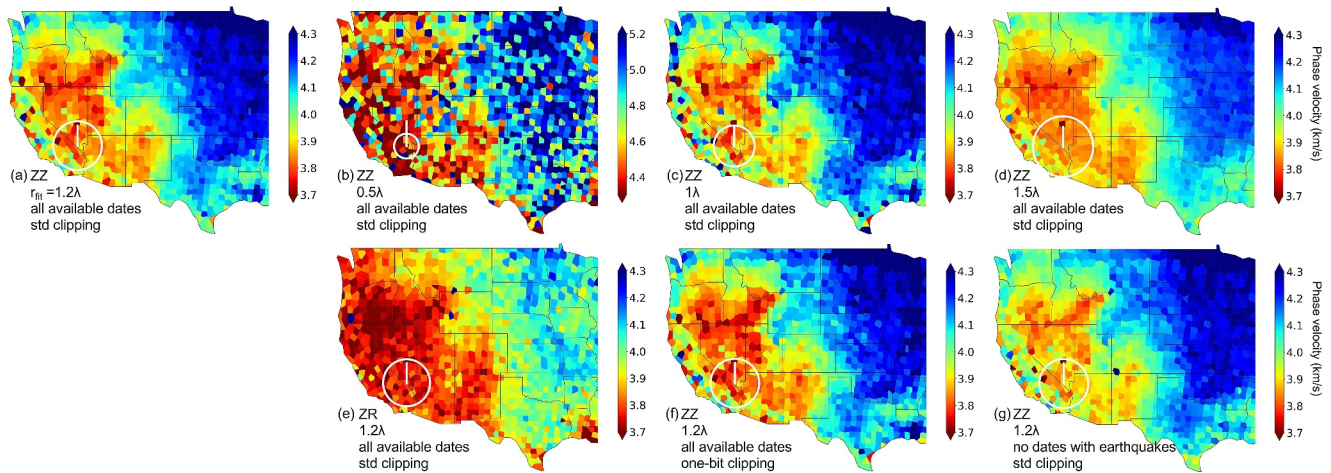 4.3
4.2
4.1
4.0
3.9
3.8
3.7
(a) ZZ
rfit =1.2λ
all available dates
std clipping
5.2
5.0
4.8
4.6
4.4
(b) ZZ
0.5λ
all available dates
std clipping
4.3
4.2
4.1
4.0
3.9
3.8
3.7
(c) ZZ
1λ
all available dates
std clipping
4.3
4.2
4.1
4.0
3.9
3.8
3.7
Phase velocity (km/s)
(d) ZZ
1.5λ
all available dates
std clipping
4.3
4.2
4.1
4.0
3.9
3.8
3.7
(e) ZR
1.2λ
all available dates
std clipping
4.3
4.2
4.1
4.0
3.9
3.8
3.7
(f) ZZ
1.2λ
all available dates
one-bit clipping
4.3
4.2
4.1
4.0
3.9
3.8
3.7
Phase velocity (km/s)
(g) ZZ
1.2λ
no dates with earthquakes
std clipping